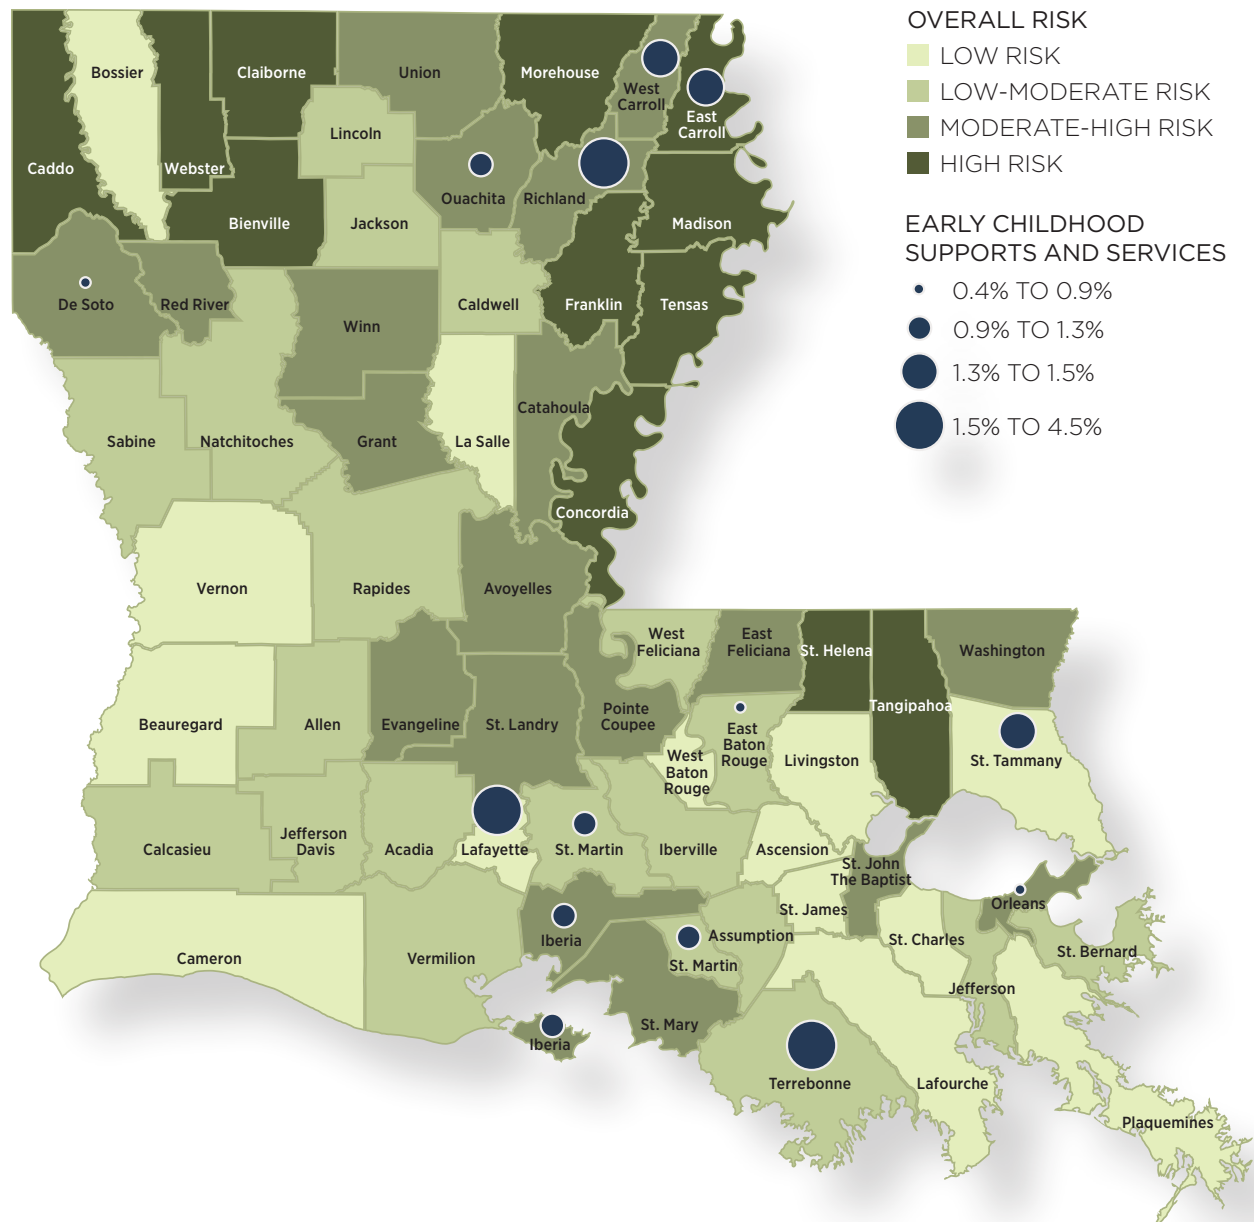 OVERALL RISK
LOW RISK
LOW-MODERATE RISK
MODERATE-HIGH RISK
HIGH RISK
EARLY CHILDHOOD
SUPPORTS AND SERVICES
0.4% TO 0.9%
0.9% TO 1.3%
1.3% TO 1.5%
1.5% TO 4.5%
Bossier
Claiborne
Union
Morehouse
West
Carroll
East
Carroll
Lincoln
Caddo
Webster
Ouachita
Richland
Bienville
Jackson
Madison
De Soto
Red River
Winn
Caldwell
Franklin
Tensas
Catahoula
Sabine
Natchitoches
Grant
La Salle
Concordia
Vernon
Rapides
Avoyelles
West
Feliciana
East
Feliciana
St. Helena
Washington
Tangipahoa
Beauregard
Allen
Evangeline
St. Landry
Pointe
Coupee
East
Baton
Rouge
West
Baton
Rouge
Livingston
St. Tammany
Calcasieu
Jefferson
Davis
Acadia
Lafayette
St. Martin
Iberville
Ascension
St. John
The Baptist
Orleans
St. James
Iberia
Assumption
St. Charles
St. Bernard
Cameron
Vermilion
St. Martin
Jefferson
St. Mary
Iberia
Terrebonne
Lafourche
Plaquemines